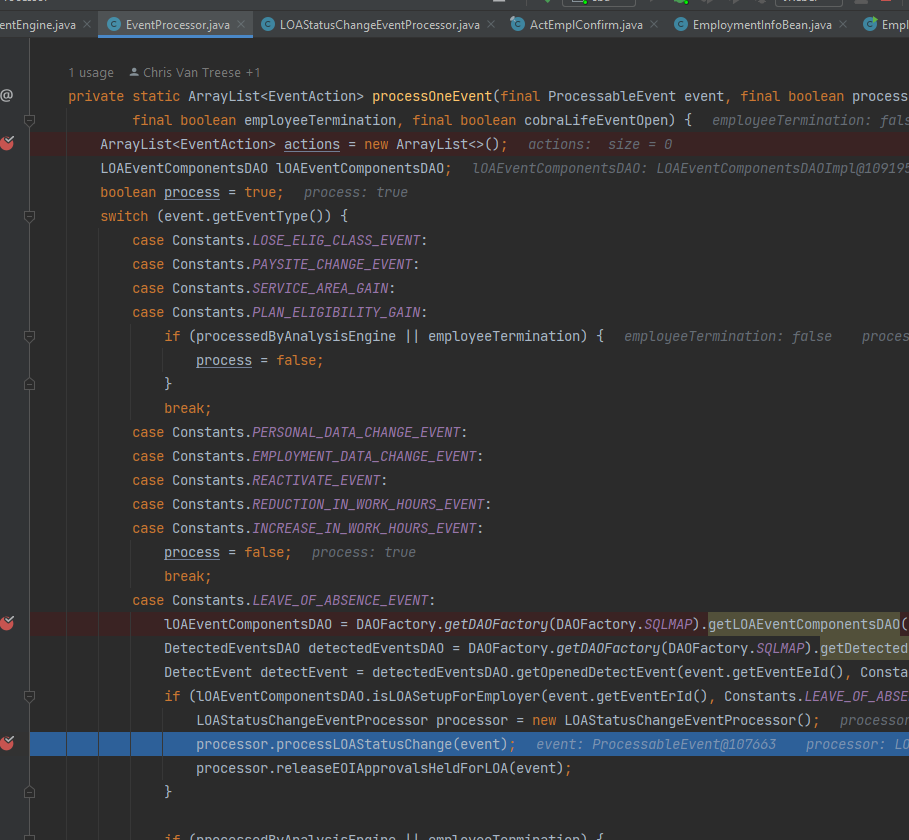 entEngine.java EventProcessor.java LOAStatusChangeEventProcessor.java ActEmplConfirm.java EmploymentInfoBean.java Empl
1 usage Chris Van Treese +1
private static ArrayList<EventAction> processOneEvent(final ProcessableEvent event, final boolean process
final boolean employeeTermination, final boolean cobraLifeEventOpen) { employeeTermination: fals
ArrayList<EventAction> actions = new ArrayList<>(); actions: size = 0
LOAEventComponentsDAO lOAEventComponentsDAO; lOAEventComponentsDAO: LOAEventComponentsDAOImpl@109195
boolean process = true; process: true
switch (event.getEventType()) {
case Constants.LOSE_ELIG_CLASS_EVENT:
case Constants.PAYSITE_CHANGE_EVENT:
case Constants.SERVICE_AREA_GAIN:
case Constants.PLAN_ELIGIBILITY_GAIN:
if (processedByAnalysisEngine || employeeTermination) { employeeTermination: false proces
process = false;
}
break;
case Constants.PERSONAL_DATA_CHANGE_EVENT:
case Constants.EMPLOYMENT_DATA_CHANGE_EVENT:
case Constants.REACTIVATE_EVENT:
case Constants.REDUCTION_IN_WORK_HOURS_EVENT:
case Constants.INCREASE_IN_WORK_HOURS_EVENT:
process = false; process: true
break;
case Constants.LEAVE_OF_ABSENCE_EVENT:
lOAEventComponentsDAO = DAOFactory.getDAOFactory(DAOFactory.SQLMAP).getLOAEventComponentsDAO(
DetectedEventsDAO detectedEventsDAO = DAOFactory.getDAOFactory(DAOFactory.SQLMAP).getDetected
DetectEvent detectEvent = detectedEventsDAO.getOpenedDetectEvent(event.getEventEeId(), Consta
if (lOAEventComponentsDAO.isLOASetupForEmployer(event.getEventErId(), Constants.LEAVE_OF_ABSE
LOAStatusChangeEventProcessor processor = new LOAStatusChangeEventProcessor(); processor
processor.processLOAStatusChange(event); event: ProcessableEvent@107663 processor: LO
processor.releaseEOIApprovalsHeldForLOA(event);
}
if (processedByAnalysisEngine || employeeTermination) {